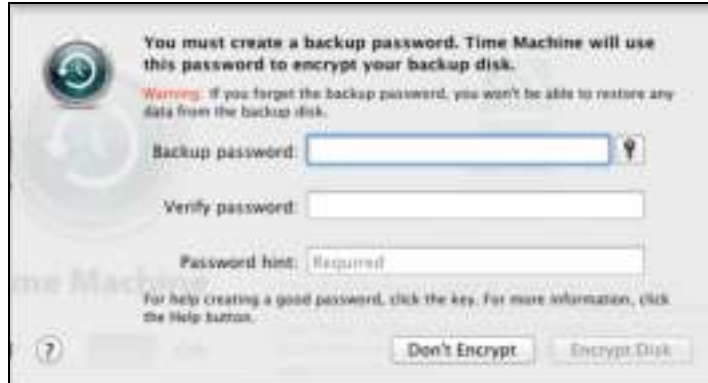 You must create a backup password. Time Machine will use
this password to encrypt your backup disk.
Warning: If you forget the backup password, you won't be able to restore any
data from the backup disk.
Backup password:
Verify password:
Password hint: Required
me Machine
For help creating a good password, click the key. For more information, click
the Help button.
? Don't Encrypt Encrypt Disk